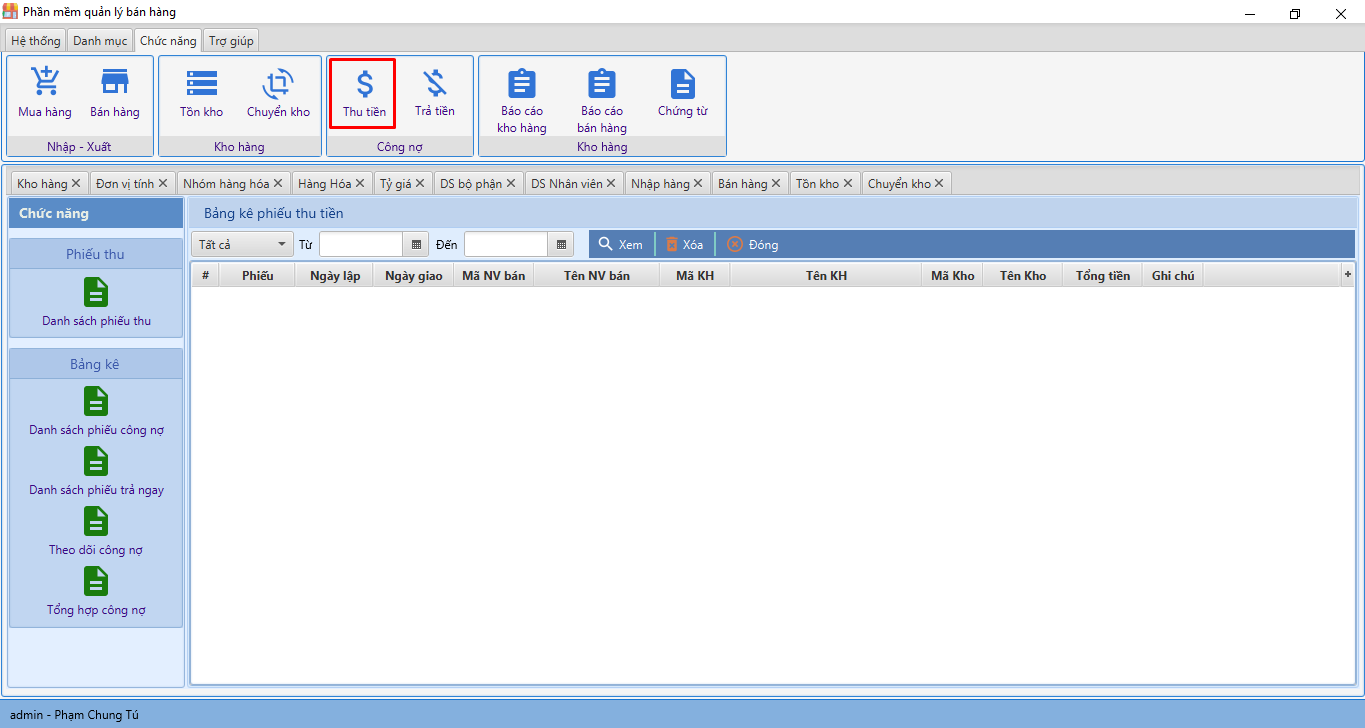 Phần mềm quản lý bán hàng
Hệ thống Danh mục Chức năng Trợ giúp
Mua hàng Bán hàng Tồn kho Chuyển kho Thu tiền Trả tiền Báo cáo kho hàng Báo cáo bán hàng Chứng từ
Nhập - Xuất Kho hàng Công nợ Kho hàng
Kho hàng Đơn vị tính Nhóm hàng hóa Hàng Hóa Tỷ giá DS bộ phận DS Nhân viên Nhập hàng Bán hàng Tồn kho Chuyển kho
Chức năng
Phiếu thu
Danh sách phiếu thu
Bảng kê
Danh sách phiếu công nợ
Danh sách phiếu trả ngay
Theo dõi công nợ
Tổng hợp công nợ
Bảng kê phiếu thu tiền
Tất cả Từ Đến Xem Xóa Đóng
# Phiếu Ngày lập Ngày giao Mã NV bán Tên NV bán Mã KH Tên KH Mã Kho Tên Kho Tổng tiền Ghi chú +
admin - Phạm Chung Tú